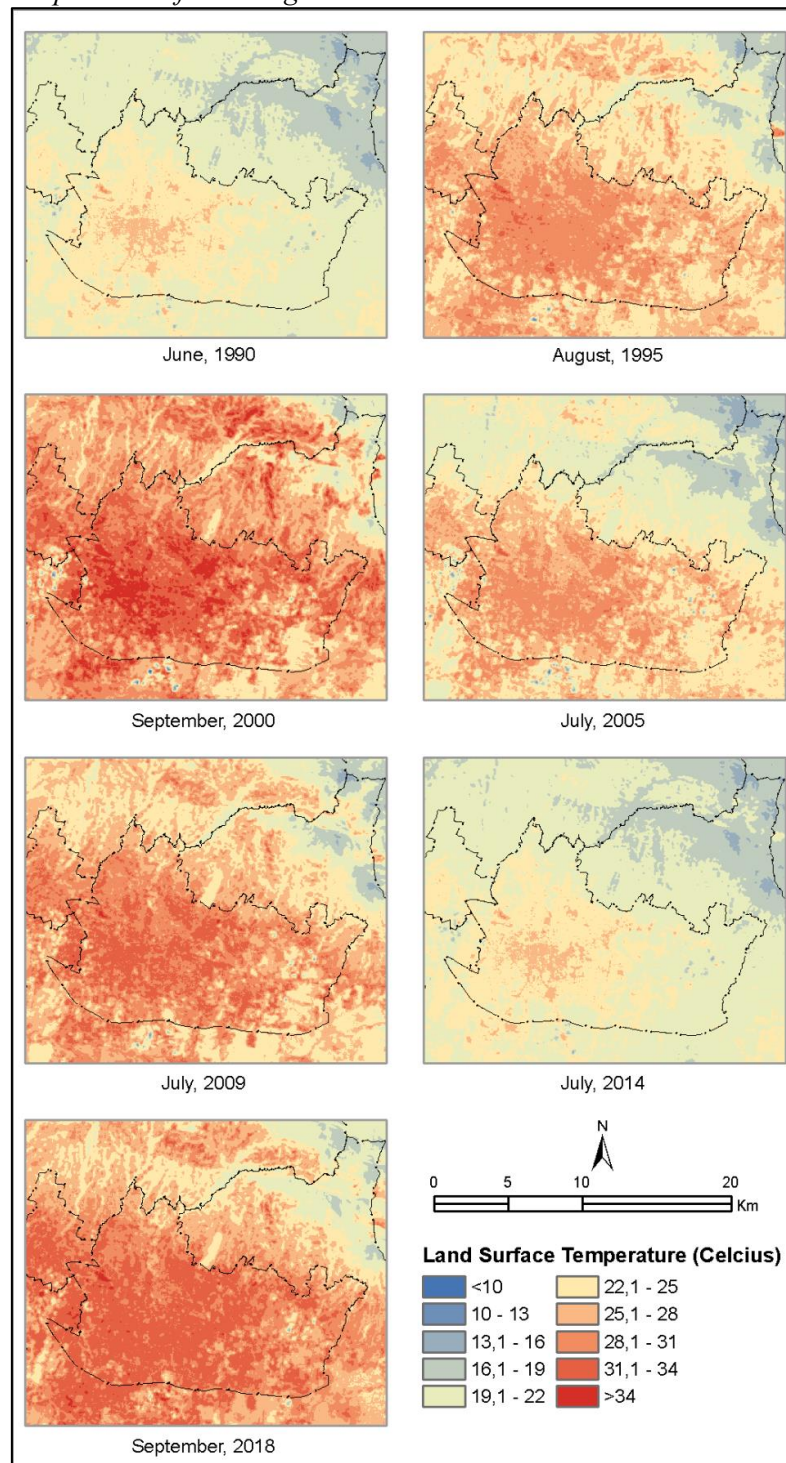 June, 1990
August, 1995
September, 2000
July, 2005
July, 2009
July, 2014
September, 2018
N
0 5 10 20
Km
Land Surface Temperature (Celcius)
<10
10 - 13
13,1 - 16
16,1 - 19
19,1 - 22
22,1 - 25
25,1 - 28
28,1 - 31
31,1 - 34
>34